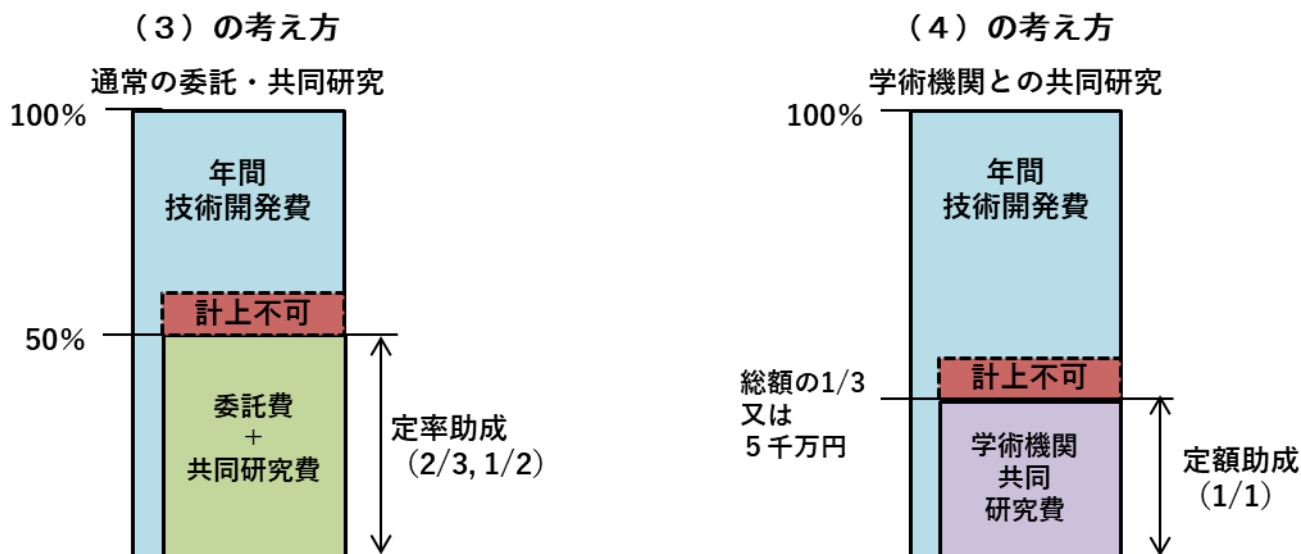 （３）の考え方
通常の委託・共同研究
100%
年間
技術開発費
計上不可
50%
委託費
+
共同研究費
定率助成
（2/3, 1/2）
（４）の考え方
学術機関との共同研究
100%
年間
技術開発費
計上不可
総額の1/3
又は
５千万円
学術機関
共同
研究費
定額助成
（1/1）